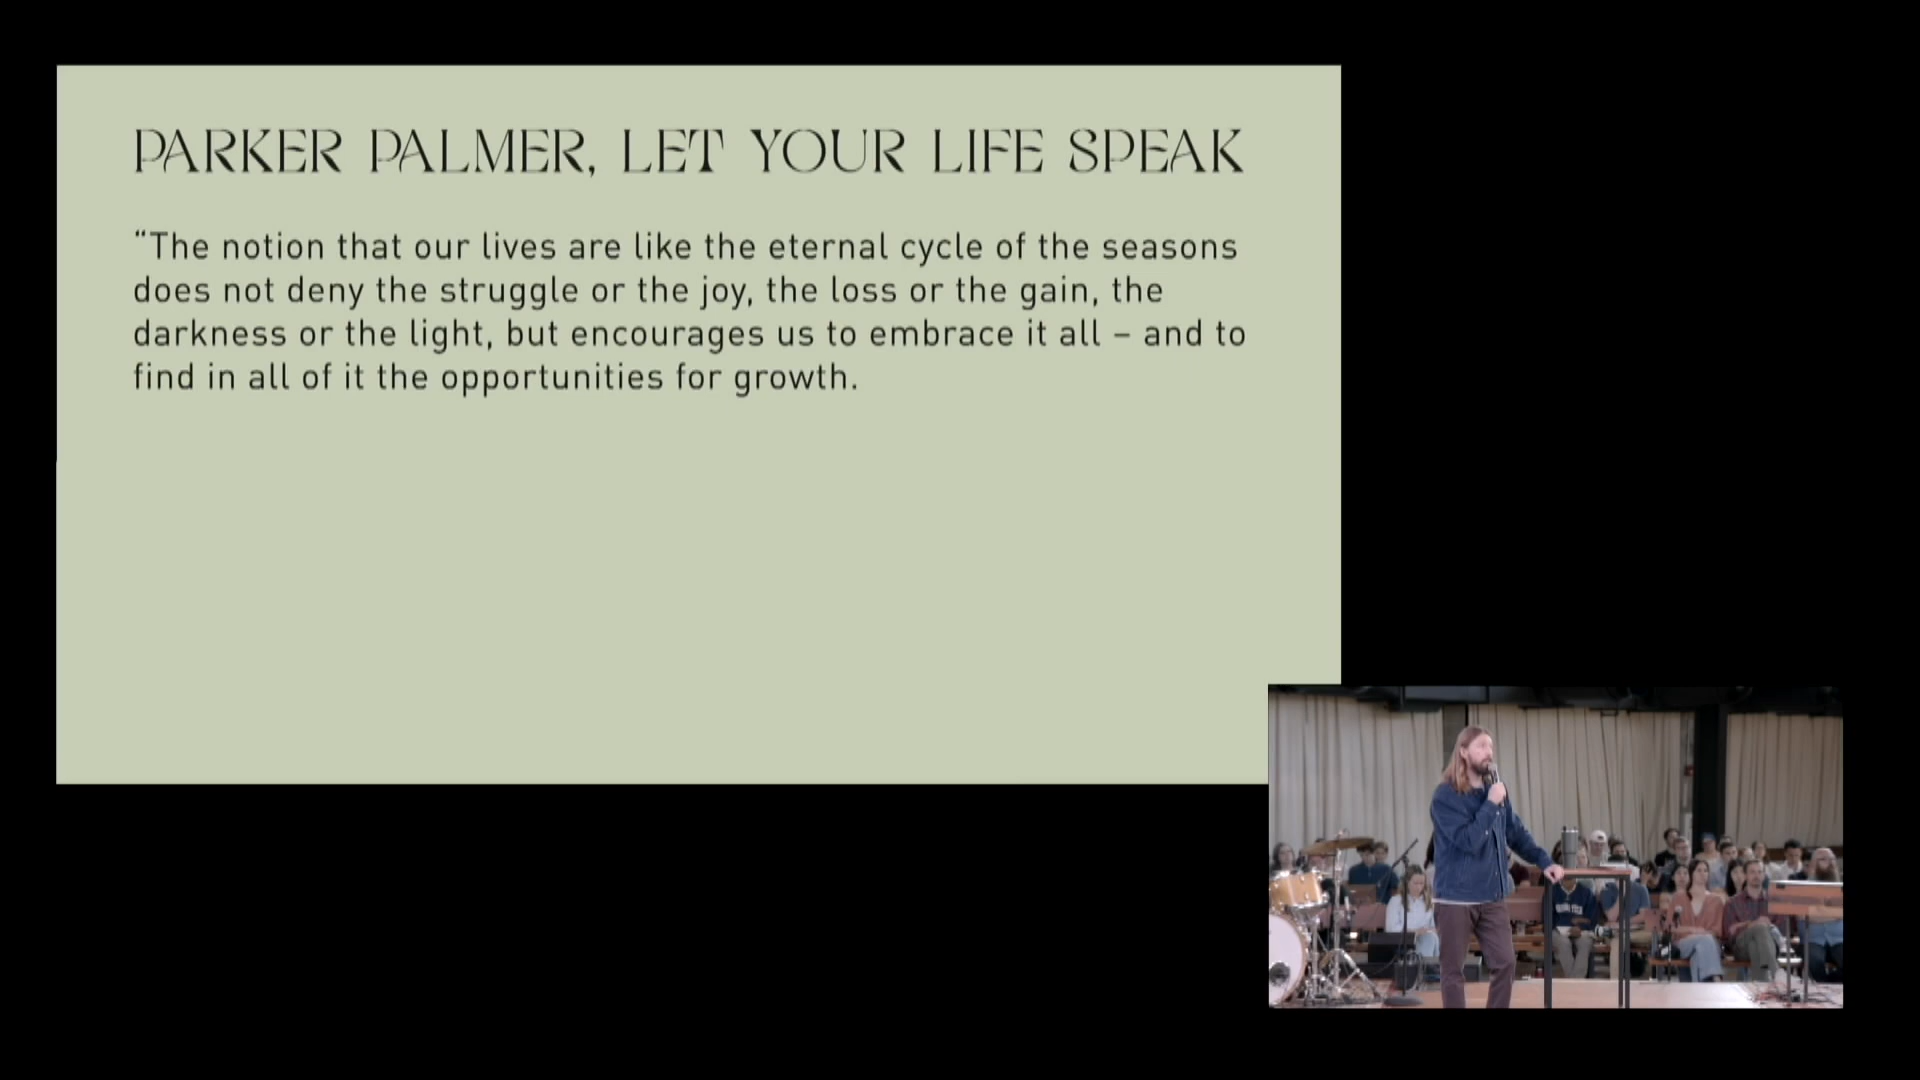 PARKER PALMER, LET YOUR LIFE SPEAK
“The notion that our lives are like the eternal cycle of the seasons
does not deny the struggle or the joy, the loss or the gain, the
darkness or the light, but encourages us to embrace it all – and to
find in all of it the opportunities for growth.